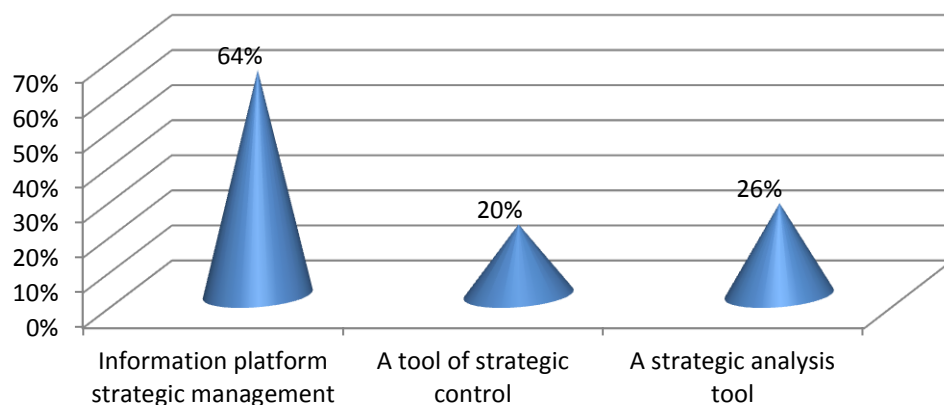 64%
20%
26%
70%
60%
50%
40%
30%
20%
10%
0%
Information platform
strategic management
A tool of strategic
control
A strategic analysis
tool